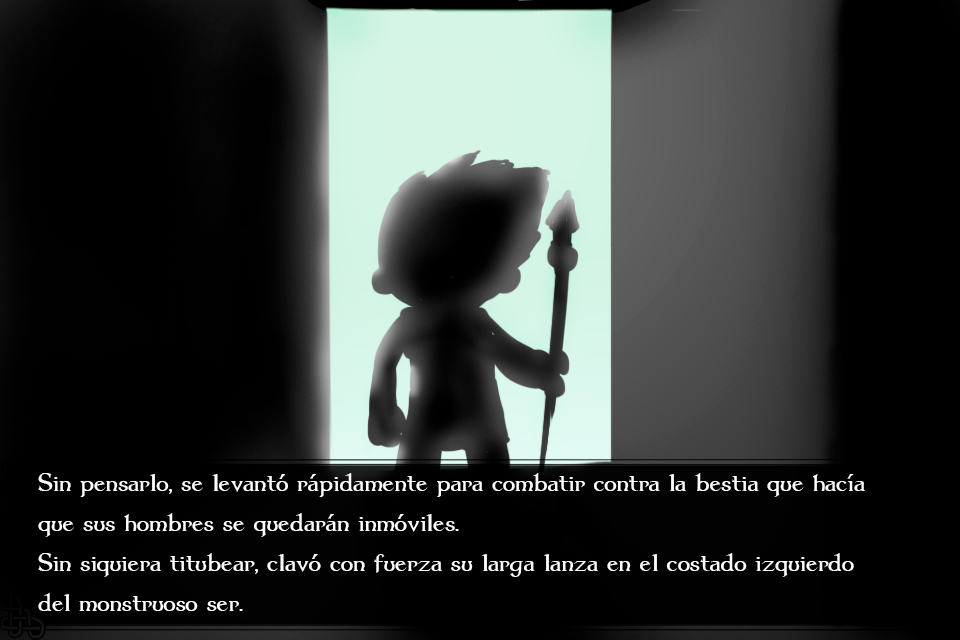 Sin pensarlo, se levantó rápidamente para combatir contra la bestia que hacía
que sus hombres se quedarán inmóviles.
Sin siquiera titubear, clavó con fuerza su larga lanza en el costado izquierdo
del monstruoso ser.